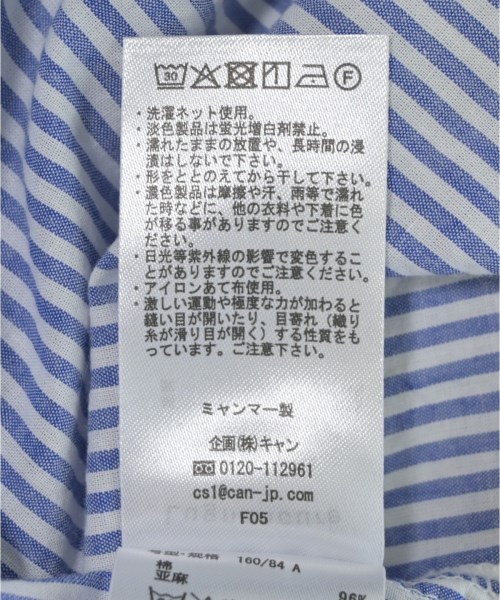 30 F
・洗濯ネット使用。
・淡色製品は蛍光増白剤禁止。
・濡れたままの放置や、長時間の浸
漬はしないで下さい。
・形をととのえてから干して下さい。
・濃色製品は摩擦や汗、雨等で濡れ
た時などに、他の衣料や下着に色
が移る事がありますのでご注意く
ださい。
・日光等紫外線の影響で変色するこ
とがありますのでご注意ください。
・アイロンあて布使用。
・激しい運動や極度な力が加わると
縫い目が開いたり、目寄れ（織り
糸が滑り目が開く）する性質をも
っています。ご注意下さい。
ミャンマー製
企画(株)キャン
0120-112961
cs1@can-jp.com
F05
160/84 A
棉
亚麻
96%